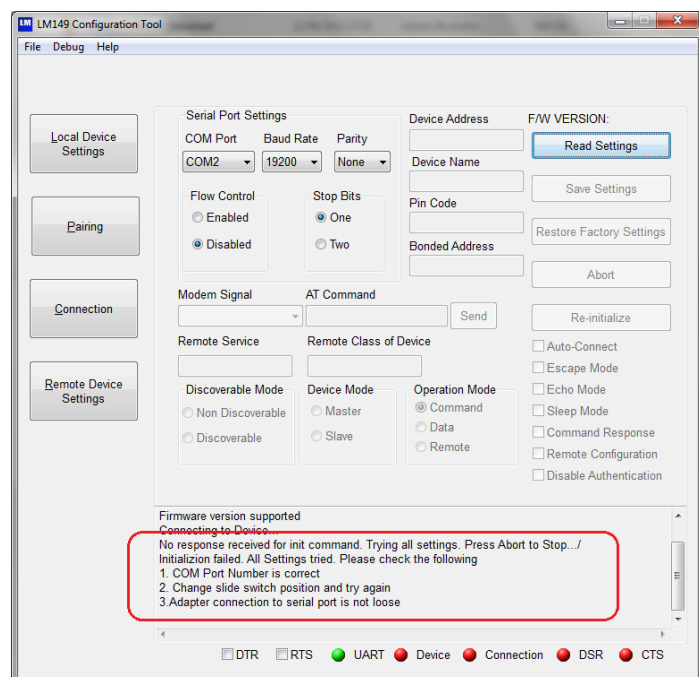 LM149 Configuration Tool
File Debug Help
Local Device
Settings
Pairing
Connection
Remote Device
Settings
Serial Port Settings
COM Port Baud Rate Parity
COM2 19200 None
Flow Control
Enabled
Disabled
Stop Bits
One
Two
Device Address
Device Name
Pin Code
Bonded Address
F/W VERSION:
Read Settings
Save Settings
Restore Factory Settings
Abort
Re-initialize
Modem Signal AT Command
Send
Remote Service Remote Class of Device
Discoverable Mode
Non Discoverable
Discoverable
Device Mode
Master
Slave
Operation Mode
Command
Data
Remote
Auto-Connect
Escape Mode
Echo Mode
Sleep Mode
Command Response
Remote Configuration
Disable Authentication
Firmware version supported
Connecting to Device...
No response received for init command. Trying all settings. Press Abort to Stop.../
Initializion failed. All Settings tried. Please check the following
1. COM Port Number is correct
2. Change slide switch position and try again
3.Adapter connection to serial port is not loose
DTR RTS UART Device Connection DSR CTS